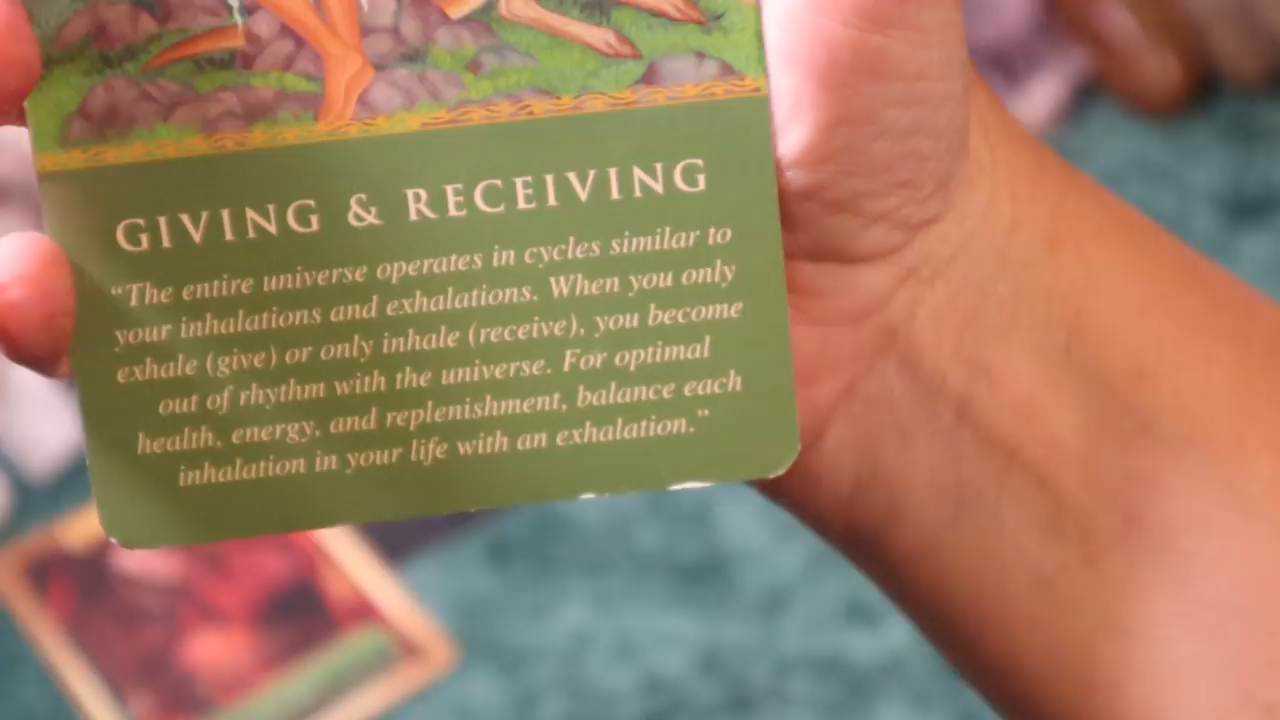 GIVING & RECEIVING
“The entire universe operates in cycles similar to
your inhalations and exhalations. When you only
exhale (give) or only inhale (receive), you become
out of rhythm with the universe. For optimal
health, energy, and replenishment, balance each
inhalation in your life with an exhalation.”